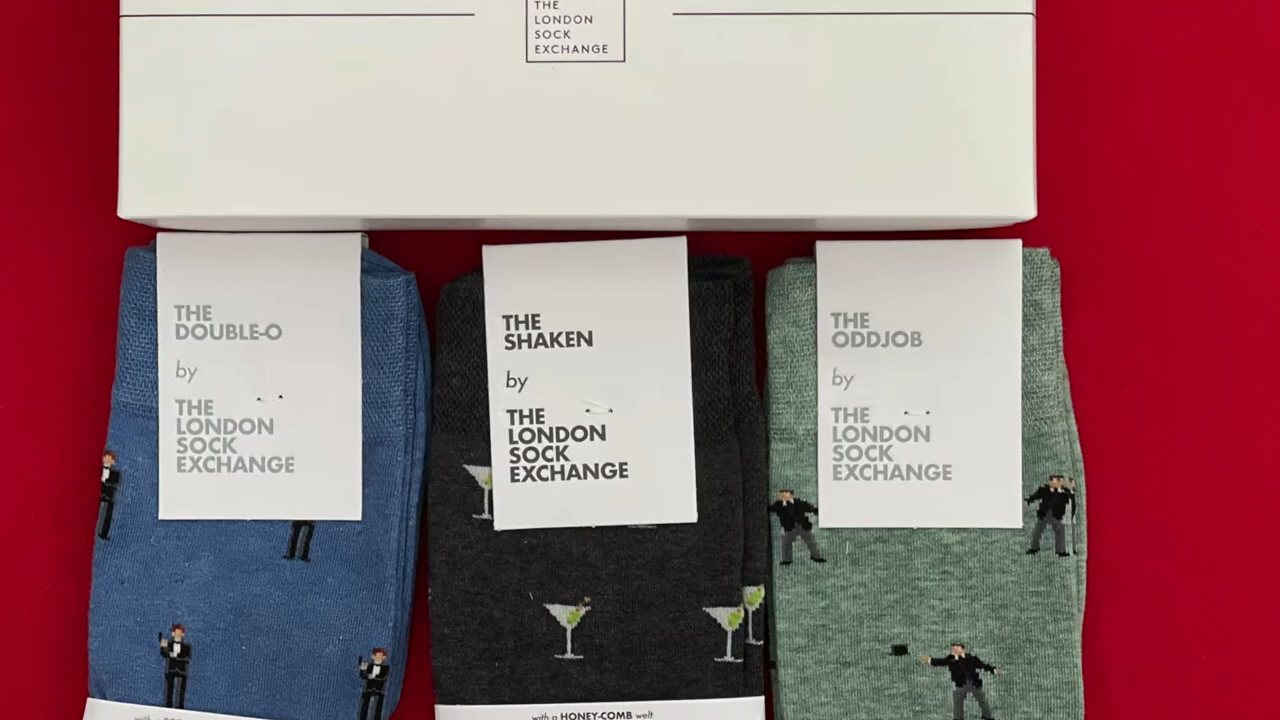 THE
LONDON
SOCK
EXCHANGE
THE
DOUBLE-O
by
THE
LONDON
SOCK
EXCHANGE
THE
SHAKEN
by
THE
LONDON
SOCK
EXCHANGE
THE
ODDJOB
by
THE
LONDON
SOCK
EXCHANGE
with a
with a HONEY-COMB welt